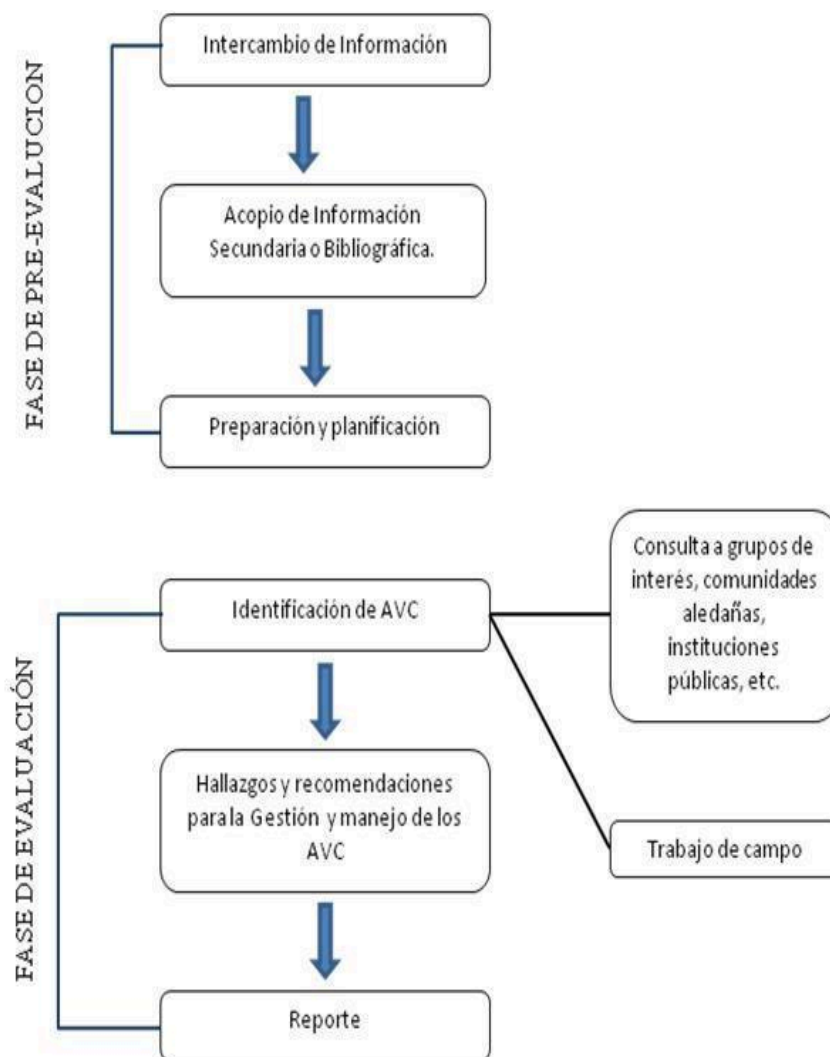 FASE DE PRE-EVALUCION
Intercambio de Información
Acopio de Información
Secundaria o Bibliográfica.
Preparación y planificación
FASE DE EVALUACIÓN
Identificación de AVC
Consulta a grupos de
interés, comunidades
aledañas,
instituciones
públicas, etc.
Hallazgos y recomendaciones
para la Gestión y manejo de los
AVC
Trabajo de campo
Reporte